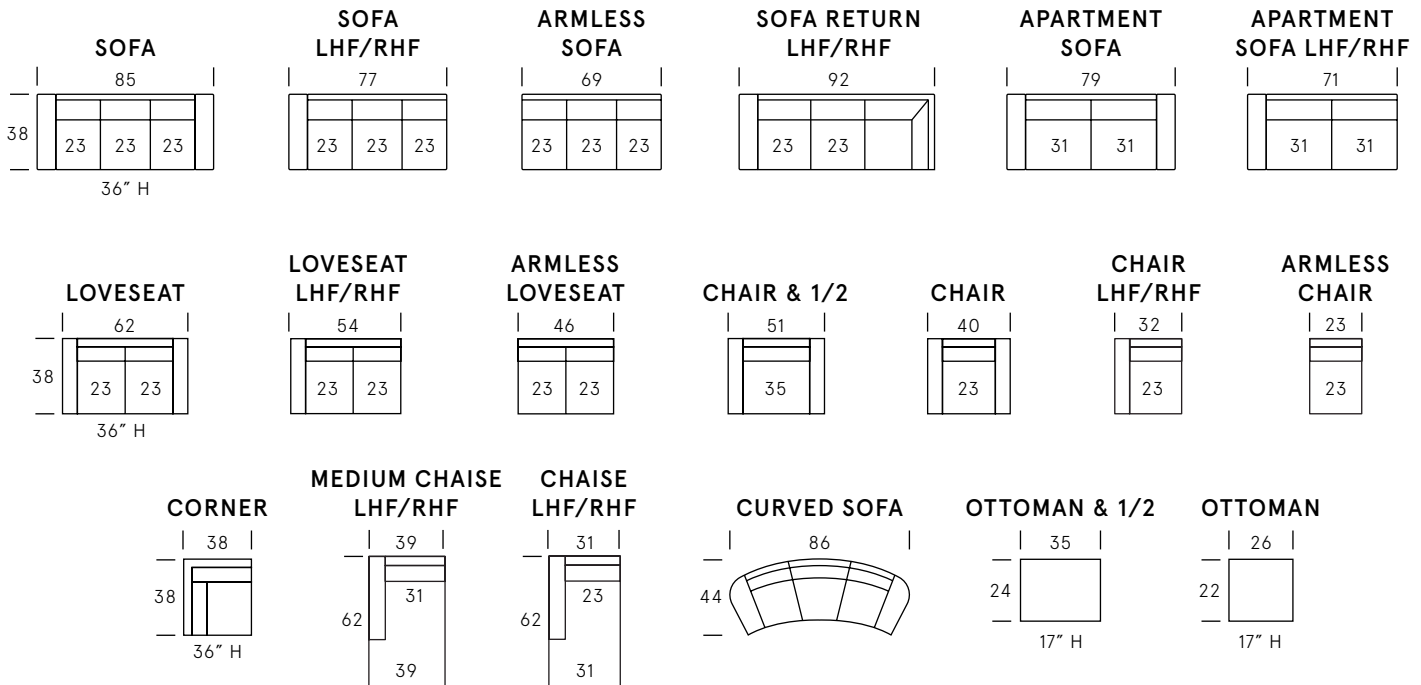 SOFA
85
38
23 23 23
36" H
SOFA
LHF/RHF
77
23 23 23
ARMLESS
SOFA
69
23 23 23
SOFA RETURN
LHF/RHF
92
23 23
APARTMENT
SOFA
79
31 31
APARTMENT
SOFA LHF/RHF
71
31 31
LOVESEAT
62
38
23 23
36" H
LOVESEAT
LHF/RHF
54
23 23
ARMLESS
LOVESEAT
46
23 23
CHAIR & 1/2
51
35
CHAIR
40
23
CHAIR
LHF/RHF
32
23
ARMLESS
CHAIR
23
23
CORNER
38
38
36" H
MEDIUM CHAISE
LHF/RHF
39
31
62
39
CHAISE
LHF/RHF
31
23
62
31
CURVED SOFA
86
44
OTTOMAN & 1/2
35
24
17" H
OTTOMAN
26
22
17" H